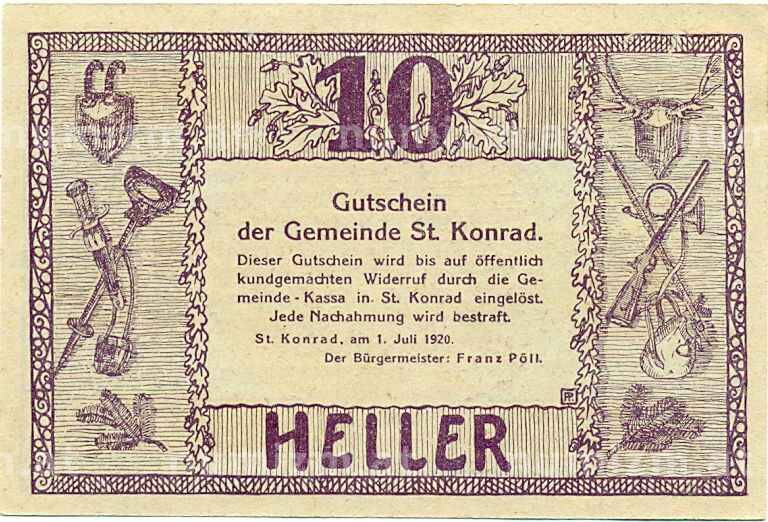 10
Gutschein
der Gemeinde St. Konrad.
Dieser Gutschein wird bis auf öffentlich
kundgemachten Widerruf durch die Ge-
meinde - Kassa in St. Konrad eingelöst.
Jede Nachahmung wird bestraft.
St. Konrad, am 1. Juli 1920.
Der Bürgermeister: Franz Pöll.
HELLER